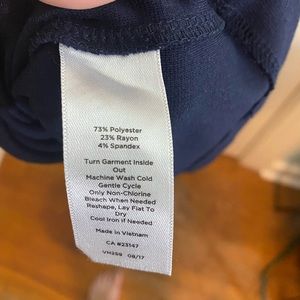 73% Polyester
23% Rayon
4% Spandex
Turn Garment Inside
Out
Machine Wash Cold
Gentle Cycle
Only Non-Chlorine
Bleach When Needed
Reshape, Lay Flat To
Dry
Cool Iron if Needed
Made in Vietnam
CA #23147
VH259 08/17